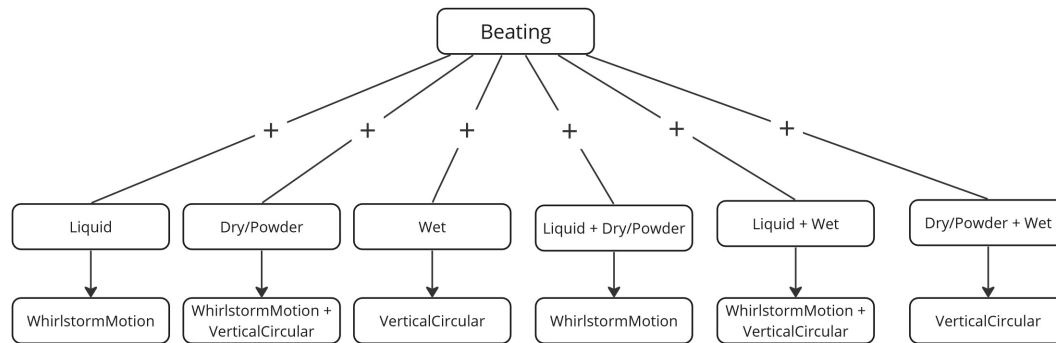 Beating
+ + + + + +
Liquid
Dry/Powder
Wet
Liquid + Dry/Powder
Liquid + Wet
Dry/Powder + Wet
WhirlstormMotion
WhirlstormMotion +
VerticalCircular
VerticalCircular
WhirlstormMotion
WhirlstormMotion +
VerticalCircular
VerticalCircular